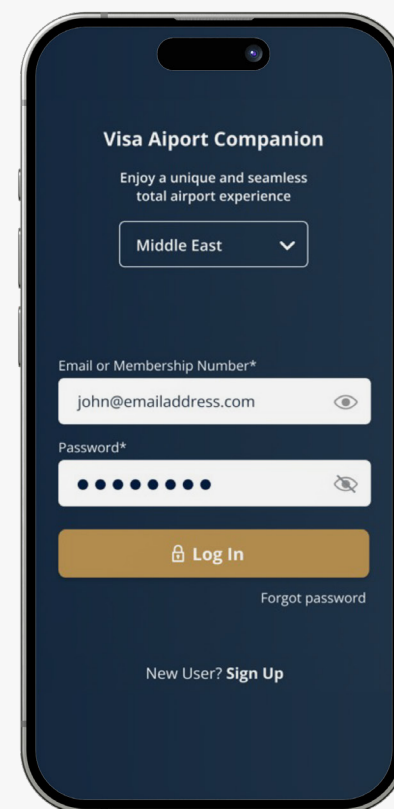 Visa Aiport Companion
Enjoy a unique and seamless
total airport experience
Middle East
Email or Membership Number*
john@emailaddress.com
Password*
Log In
Forgot password
New User? Sign Up